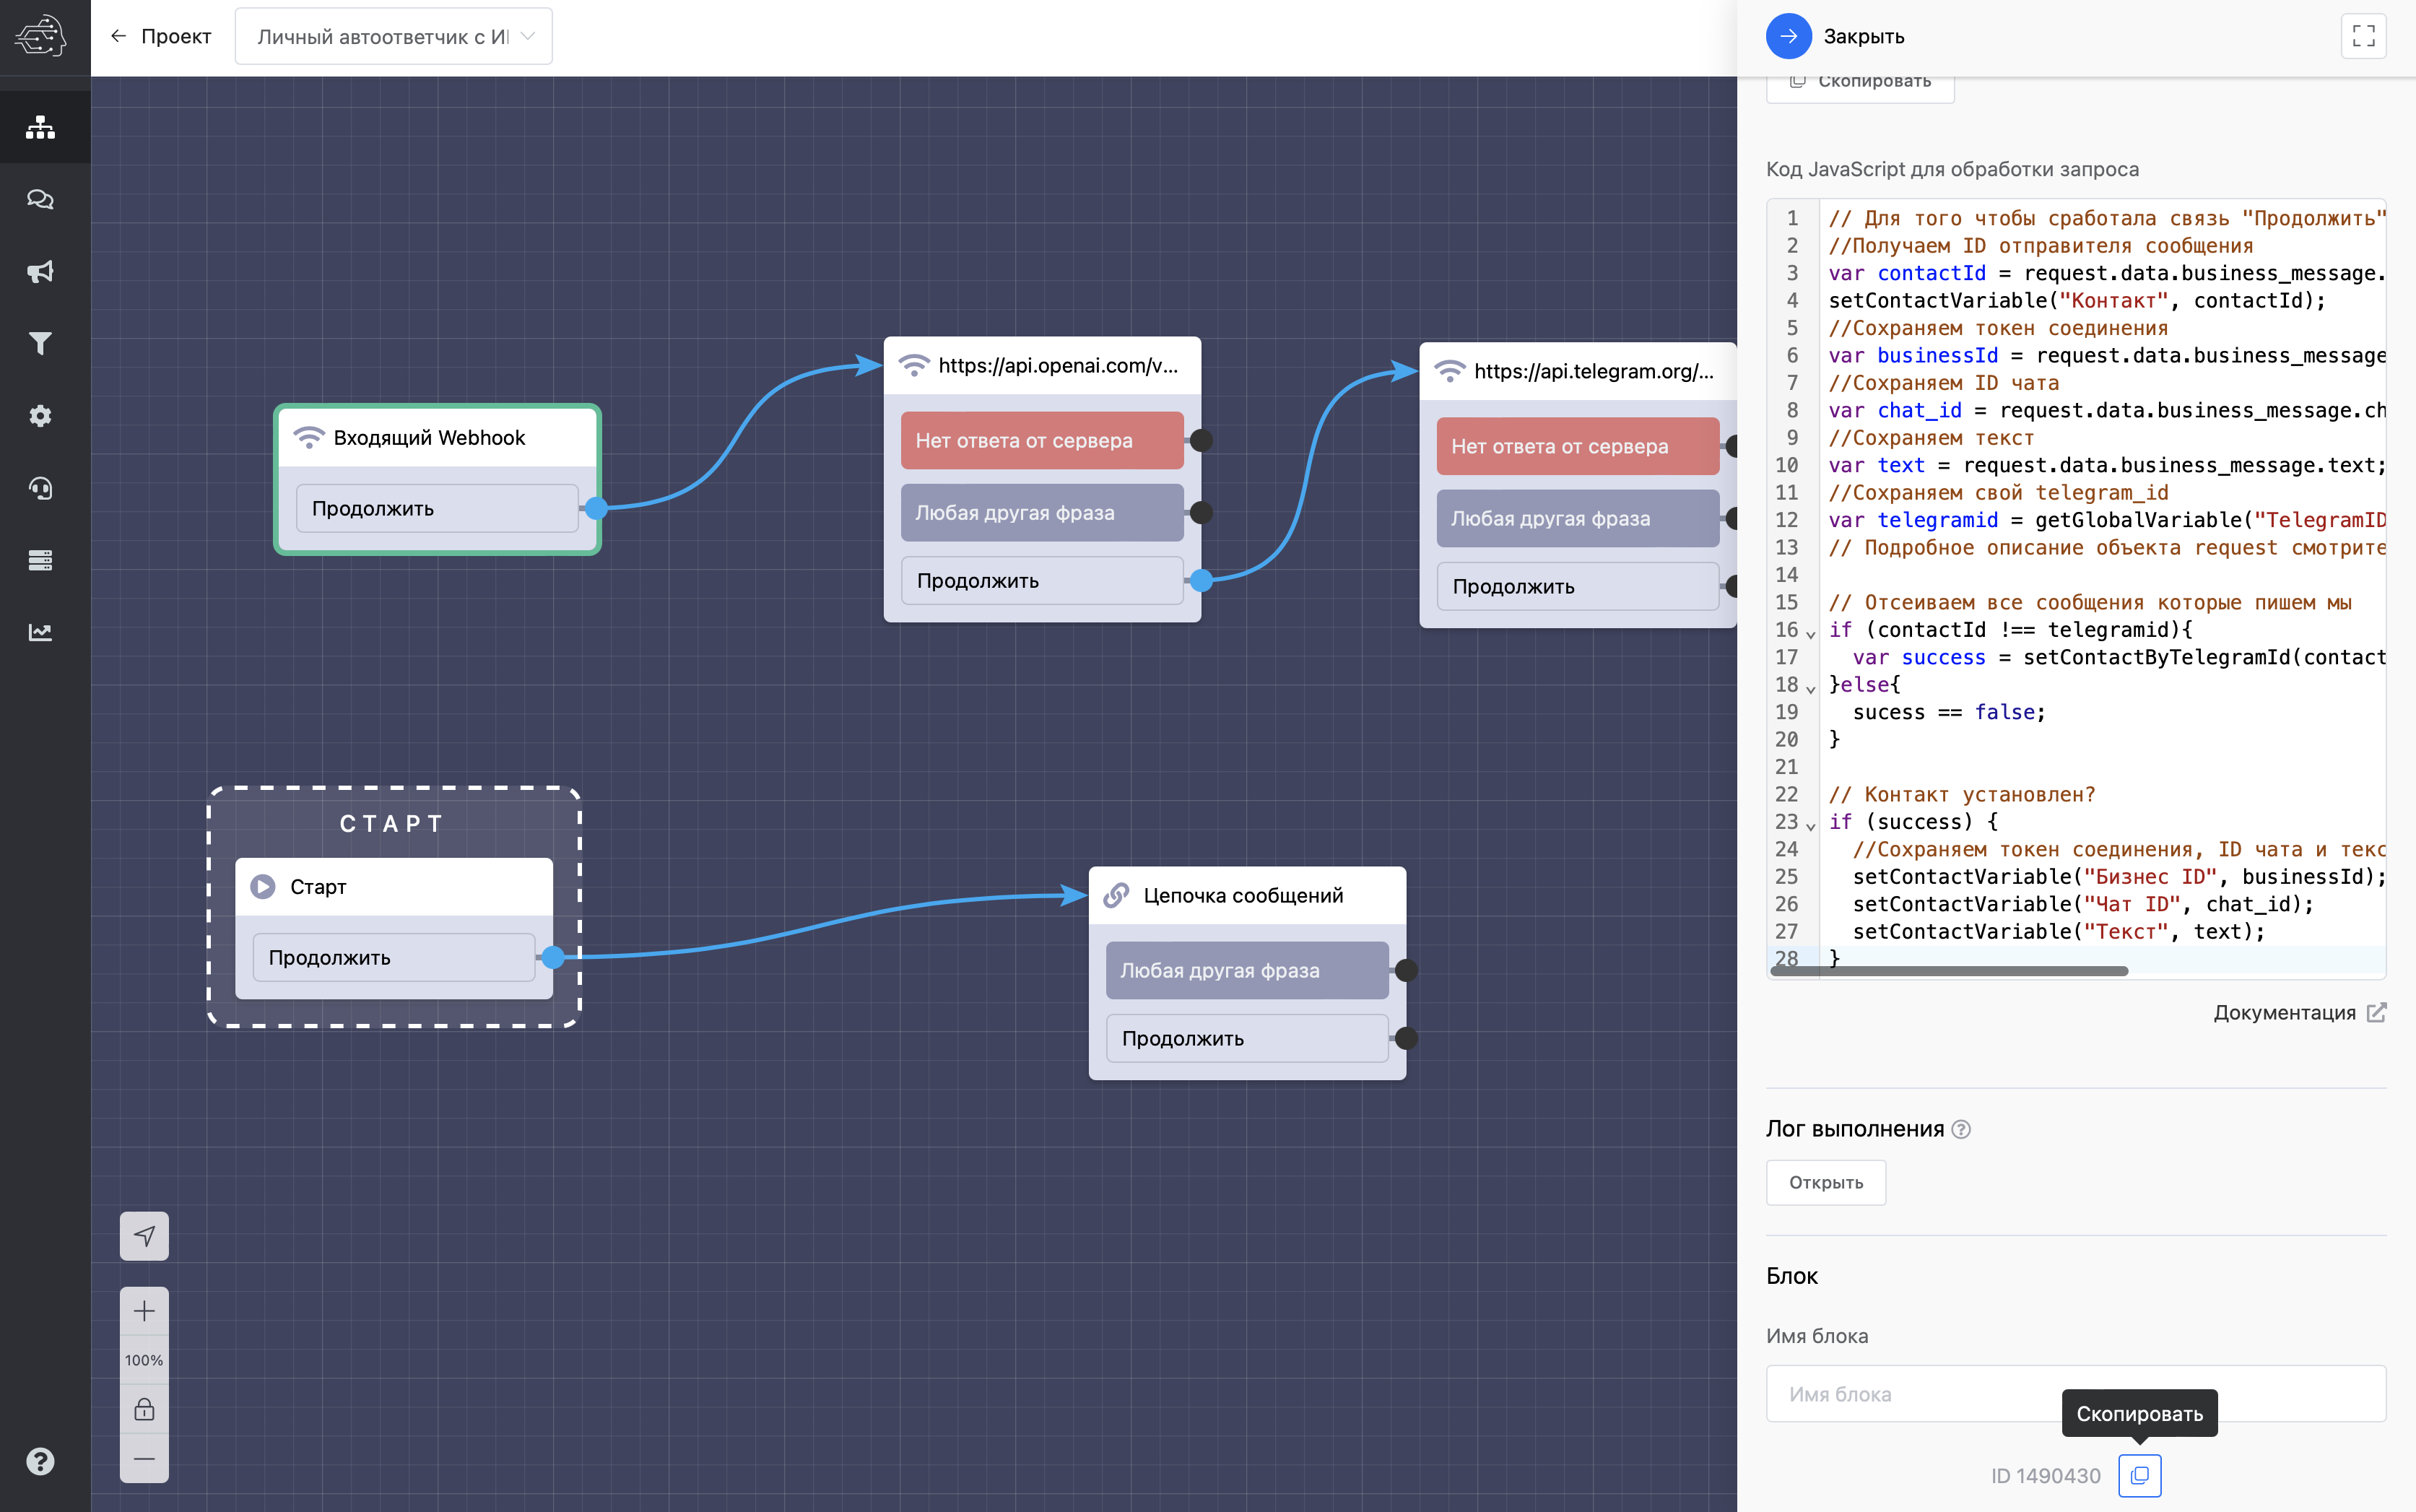 Проект
Личный автоответчик с ИI
Входящий Webhook
Продолжить
https://api.openai.com/v...
Нет ответа от сервера
Любая другая фраза
Продолжить
https://api.telegram.org/...
Нет ответа от сервера
Любая другая фраза
Продолжить
СТАРТ
Старт
Продолжить
Цепочка сообщений
Любая другая фраза
Продолжить
100%
Закрыть
Скопировать
Код JavaScript для обработки запроса
1 // Для того чтобы сработала связь "Продолжить"
2 //Получаем ID отправителя сообщения
3 var contactId = request.data.business_message.
4 setContactVariable("Контакт", contactId);
5 //Сохраняем токен соединения
6 var businessId = request.data.business_message
7 //Сохраняем ID чата
8 var chat_id = request.data.business_message.ch
9 //Сохраняем текст
10 var text = request.data.business_message.text;
11 //Сохраняем свой telegram_id
12 var telegramid = getGlobalVariable("TelegramID
13 // Подробное описание объекта request смотрите
14
15 // Отсеиваем все сообщения которые пишем мы
16 if (contactId !== telegramid){
17 var success = setContactByTelegramId(contact
18 }else{
19 sucess == false;
20 }
21
22 // Контакт установлен?
23 if (success) {
24 //Сохраняем токен соединения, ID чата и текс
25 setContactVariable("Бизнес ID", businessId);
26 setContactVariable("Чат ID", chat_id);
27 setContactVariable("Текст", text);
28 }
Документация
Лог выполнения
Открыть
Блок
Имя блока
Имя блока
Скопировать
ID 1490430